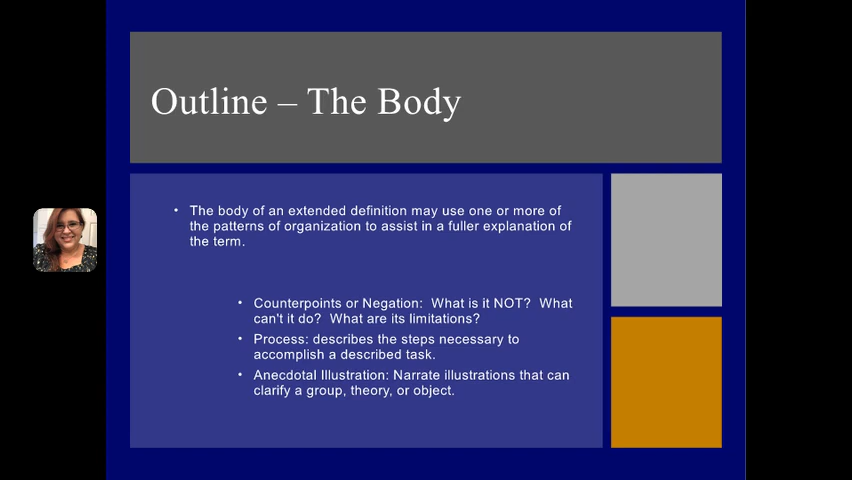 Outline – The Body
• The body of an extended definition may use one or more of
the patterns of organization to assist in a fuller explanation of
the term.
• Counterpoints or Negation:  What is it NOT?  What
can't it do?  What are its limitations?
• Process: describes the steps necessary to
accomplish a described task.
• Anecdotal Illustration: Narrate illustrations that can
clarify a group, theory, or object.